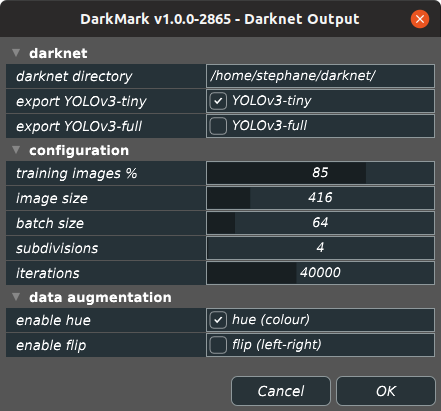 DarkMark v1.0.0-2865 - Darknet Output
darknet
darknet directory /home/stephane/darknet/
export YOLOv3-tiny YOLOv3-tiny
export YOLOv3-full YOLOv3-full
configuration
training images % 85
image size 416
batch size 64
subdivisions 4
iterations 40000
data augmentation
enable hue hue (colour)
enable flip flip (left-right)
Cancel OK